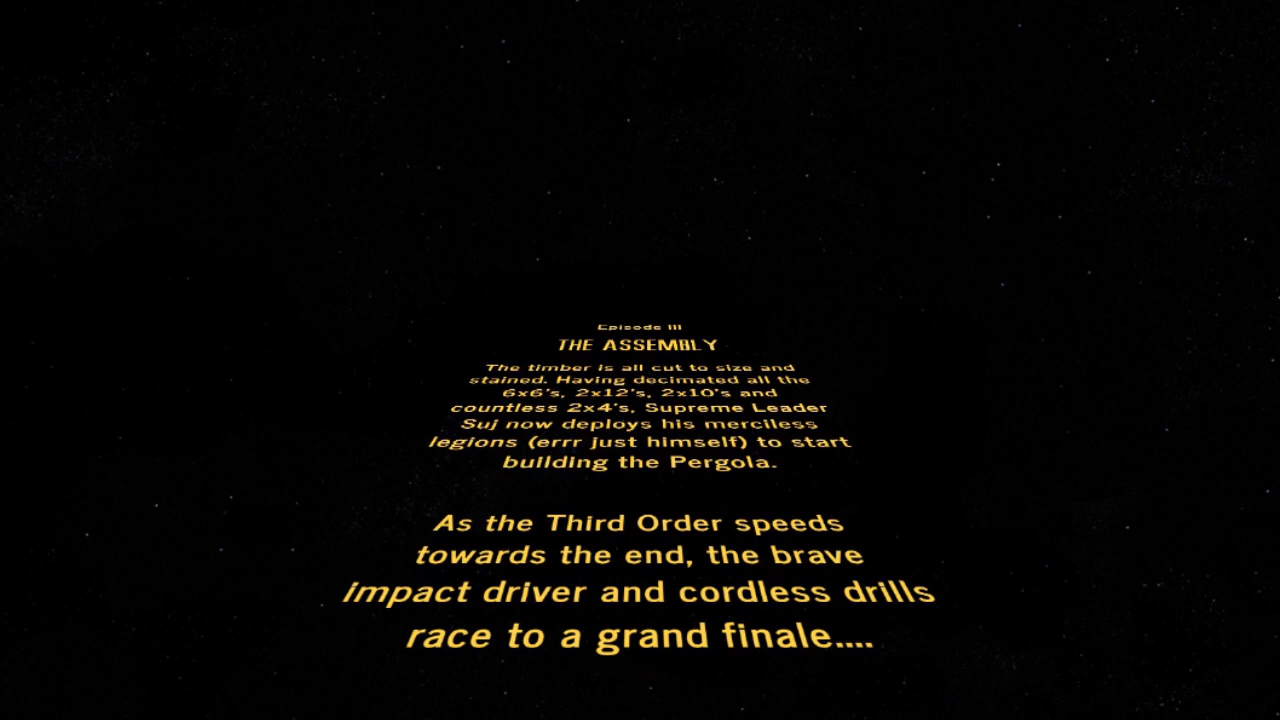 Episode III
THE ASSEMBLY
The timber is all cut to size and
stained. Having decimated all the
6x6's, 2x12's, 2x10's and
countless 2x4's, Supreme Leader
Suj now deploys his merciless
legions (errr just himself) to start
building the Pergola.
As the Third Order speeds
towards the end, the brave
impact driver and cordless drills
race to a grand finale....